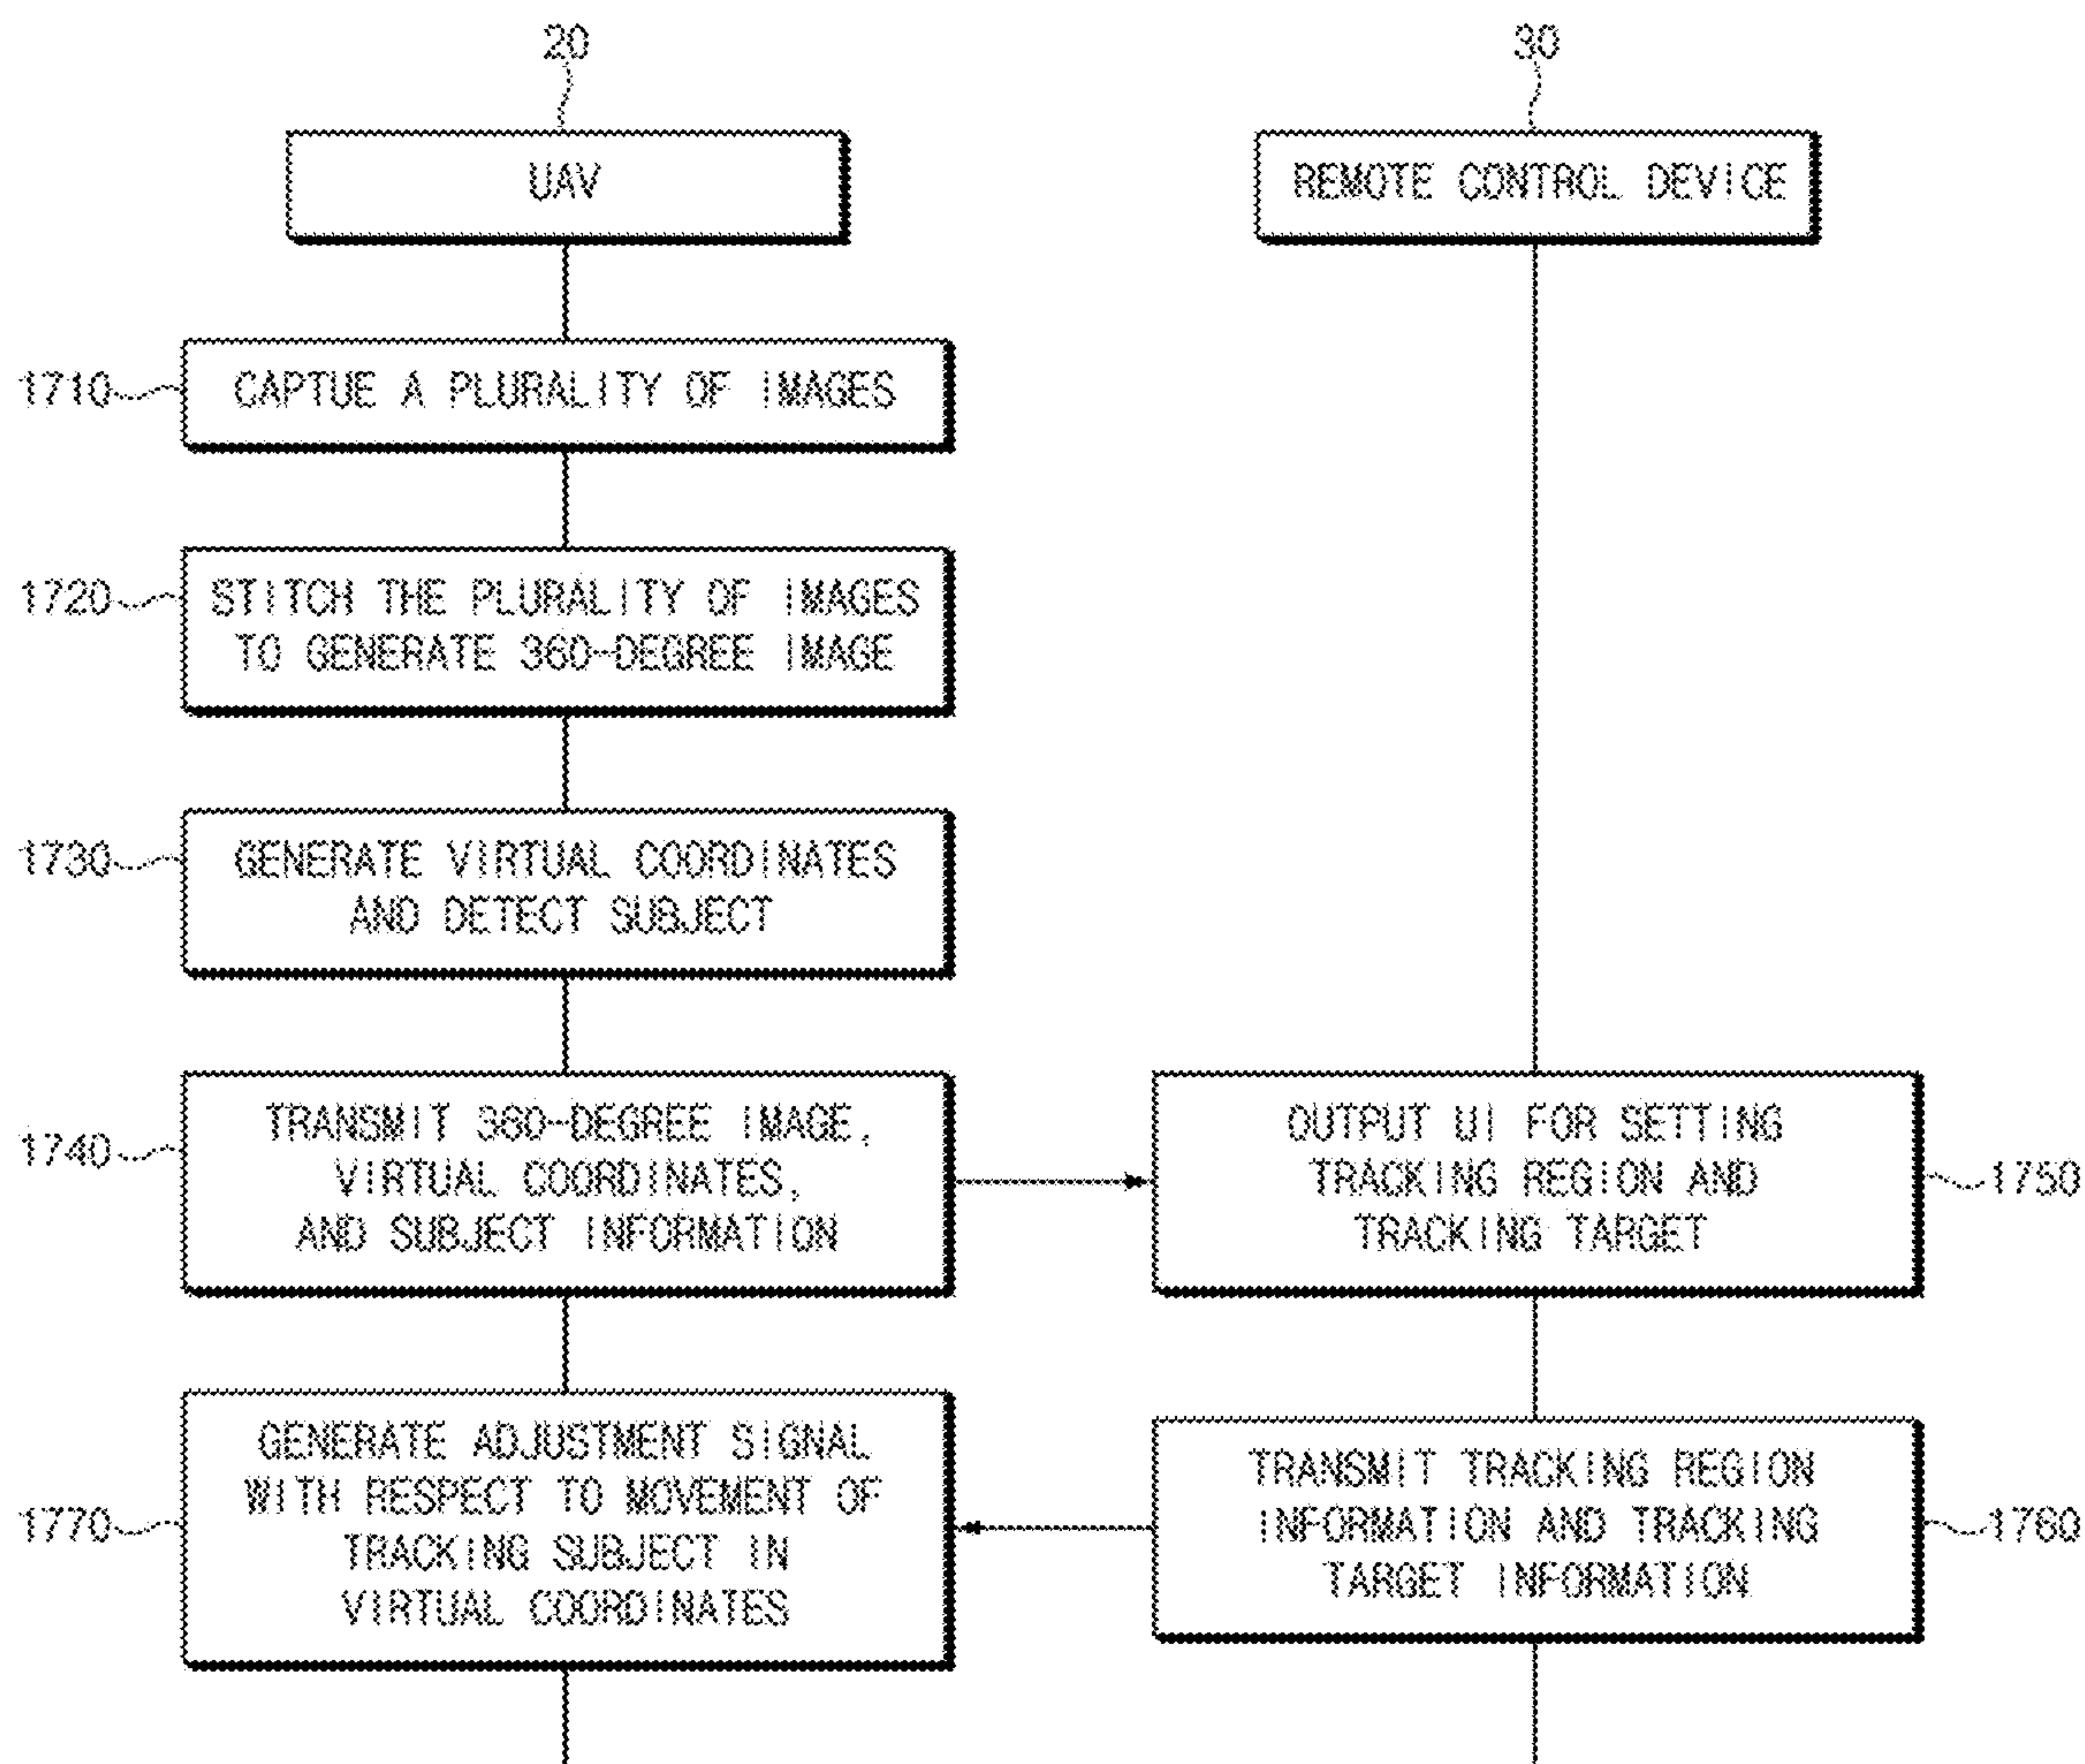 20
30
UAV
REMOTE CONTROL DEVICE
1710
CAPTUE A PLURALITY OF IMAGES
1720
STITCH THE PLURALITY OF IMAGES
TO GENERATE 360-DEGREE IMAGE
1730
GENERATE VIRTUAL COORDINATES
AND DETECT SUBJECT
1740
TRANSMIT 360-DEGREE IMAGE,
VIRTUAL COORDINATES,
AND SUBJECT INFORMATION
OUTPUT UI FOR SETTING
TRACKING REGION AND
TRACKING TARGET
1750
1770
GENERATE ADJUSTMENT SIGNAL
WITH RESPECT TO MOVEMENT OF
TRACKING SUBJECT IN
VIRTUAL COORDINATES
TRANSMIT TRACKING REGION
INFORMATION AND TRACKING
TARGET INFORMATION
1760